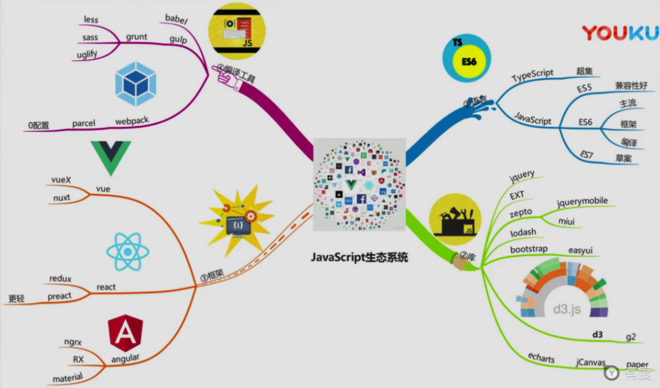 YOUKU
less
sass
uglify
grunt
babel
gulp
JS
④编译工具
0配置
parcel
webpack
TS
ES6
TypeScript
超集
JavaScript
ES5
兼容性好
ES6
主流
框架
编译
ES7
草案
JavaScript生态系统
vueX
nuxt
vue
③框架
redux
更轻
preact
react
ngrx
RX
material
angular
JS
②库
jquery
EXT
zepto
jquerymobile
miui
lodash
bootstrap
easyui
d3.js
d3
g2
echarts
jCanvas
paper